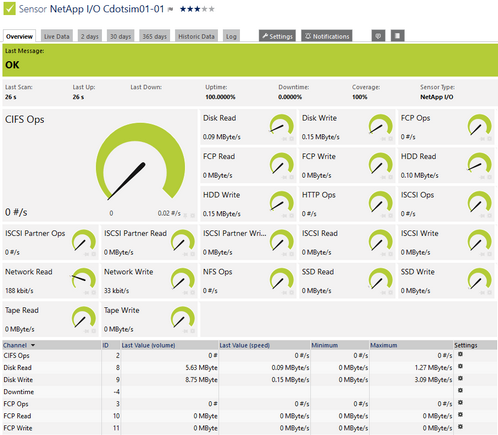 Sensor NetApp I/O Cdotsim01-01
Overview Live Data 2 days 30 days 365 days Historic Data Log Settings Notifications
Last Message:
OK
Last Scan: Last Up: Last Down: Uptime: Downtime: Coverage: Sensor Type:
26 s 26 s 100.0000% 0.0000% 100% NetApp I/O
CIFS Ops
0 #/s
0 0.02 #/s
Disk Read Disk Write FCP Ops
0.09 MByte/s 0.15 MByte/s 0 #/s
FCP Read FCP Write HDD Read
0 MByte/s 0 MByte/s 0.10 MByte/s
HDD Write HTTP Ops ISCSI Ops
0.15 MByte/s 0 #/s 0 #/s
ISCSI Partner Ops ISCSI Partner Read ISCSI Partner Wri... ISCSI Read ISCSI Write
0 #/s 0 MByte/s 0 MByte/s 0 MByte/s 0 MByte/s
Network Read Network Write NFS Ops SSD Read SSD Write
188 kbit/s 33 kbit/s 0 #/s 0 MByte/s 0 MByte/s
Tape Read Tape Write
0 MByte/s 0 MByte/s
Channel ID Last Value (volume) Last Value (speed) Minimum Maximum Settings
CIFS Ops 2 0 # 0 #/s 0 #/s 0 #/s
Disk Read 8 5.63 MByte 0.09 MByte/s 0 MByte/s 1.27 MByte/s
Disk Write 9 8.75 MByte 0.15 MByte/s 0 MByte/s 3.09 MByte/s
Downtime -4
FCP Ops 3 0 # 0 #/s 0 #/s 0 #/s
FCP Read 10 0 MByte 0 MByte/s 0 MByte/s 0 MByte/s
FCP Write 11 0 MByte 0 MByte/s 0 MByte/s 0 MByte/s